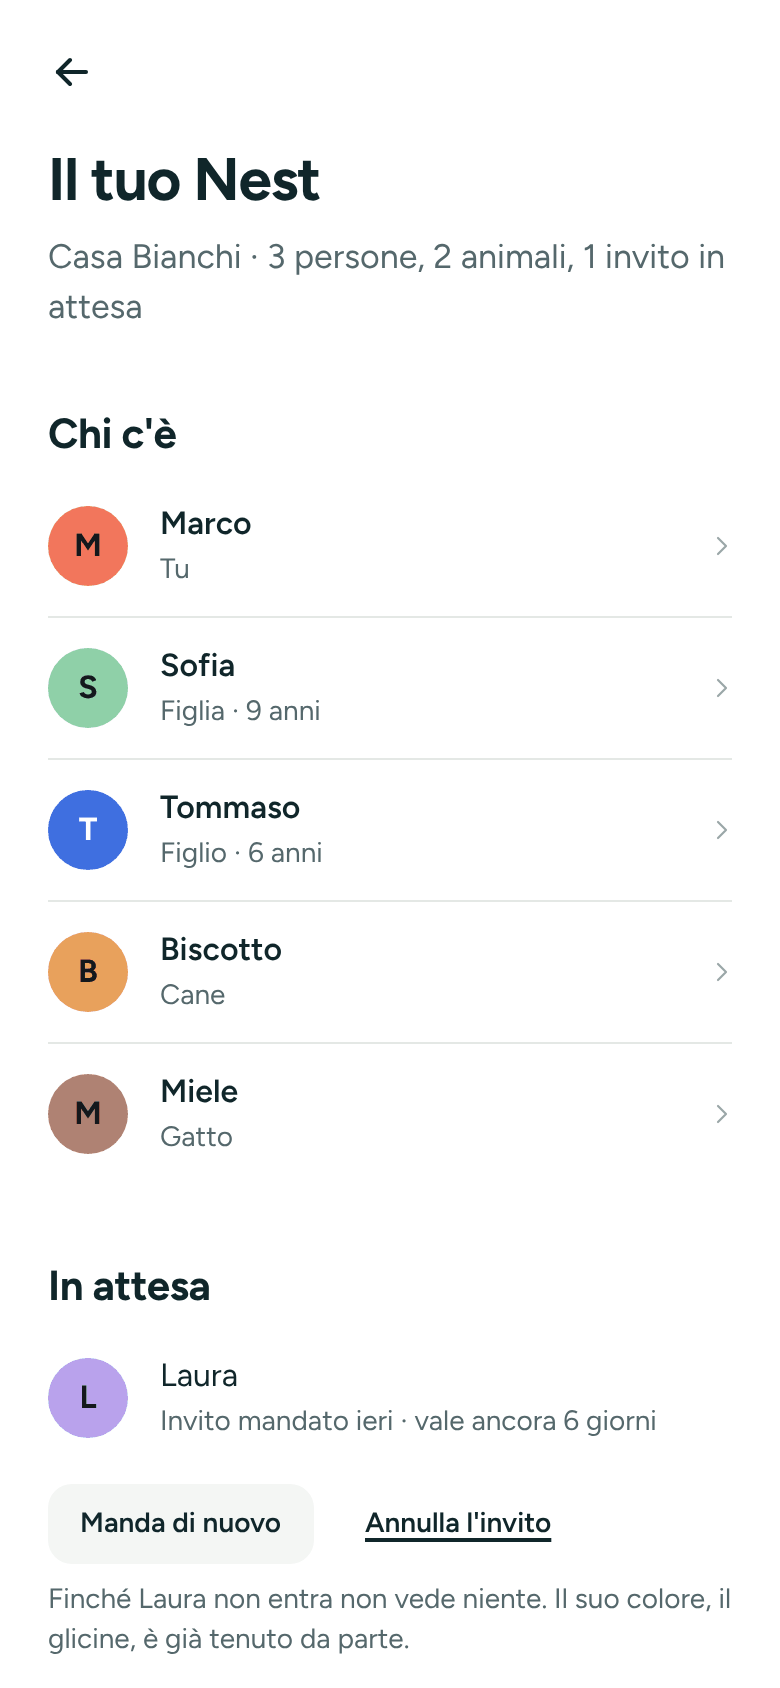 Il tuo Nest
Casa Bianchi · 3 persone, 2 animali, 1 invito in
attesa
Chi c'è
M
Marco
Tu
S
Sofia
Figlia · 9 anni
T
Tommaso
Figlio · 6 anni
B
Biscotto
Cane
M
Miele
Gatto
In attesa
L
Laura
Invito mandato ieri · vale ancora 6 giorni
Manda di nuovo
Annulla l'invito
Finché Laura non entra non vede niente. Il suo colore, il
glicine, è già tenuto da parte.